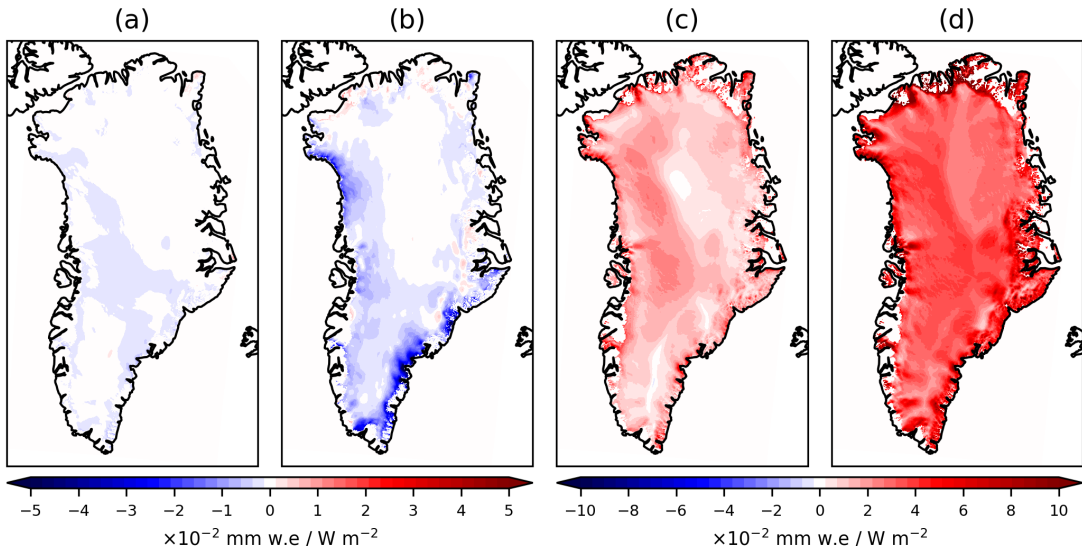 (a) (b) (c) (d)
−5 −4 −3 −2 −1 0 1 2 3 4 5
×10⁻² mm w.e / W m⁻²
−10 −8 −6 −4 −2 0 2 4 6 8 10
×10⁻² mm w.e / W m⁻²